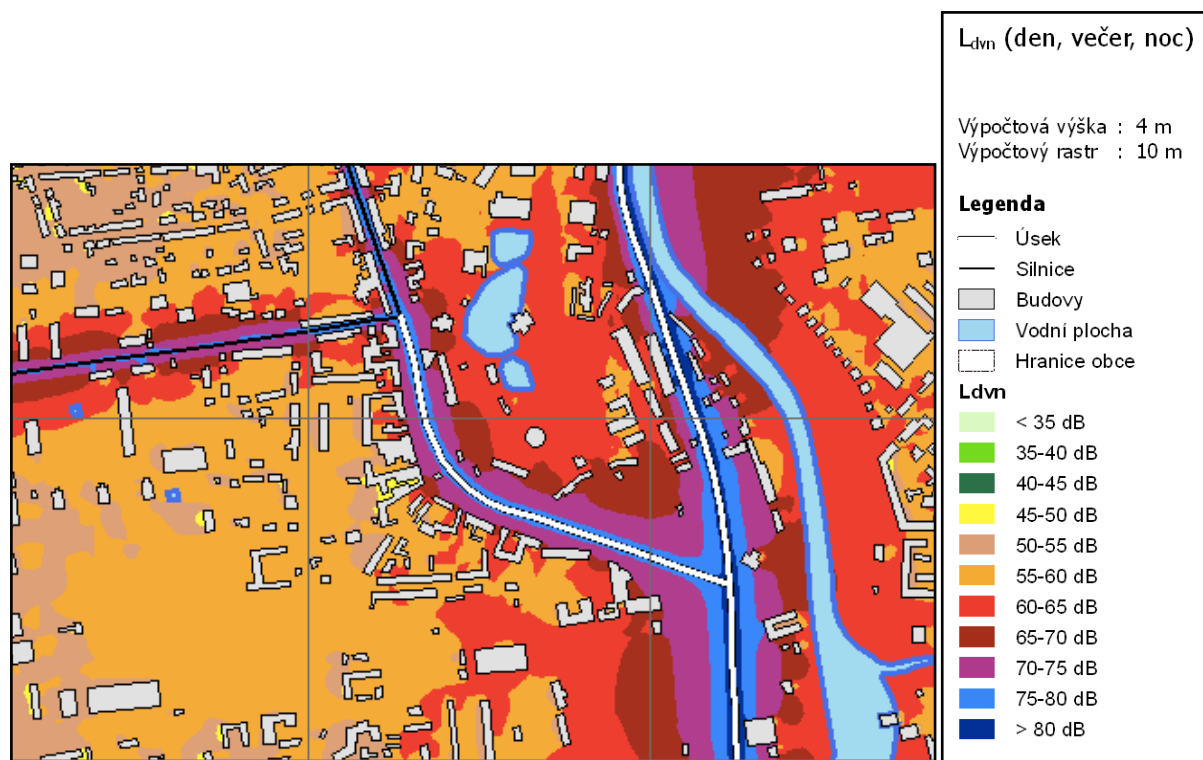 Ldvn (den, večer, noc)
Výpočtová výška : 4 m
Výpočtový rastr : 10 m
Legenda
Úsek
Silnice
Budovy
Vodní plocha
Hranice obce
Ldvn
< 35 dB
35-40 dB
40-45 dB
45-50 dB
50-55 dB
55-60 dB
60-65 dB
65-70 dB
70-75 dB
75-80 dB
> 80 dB